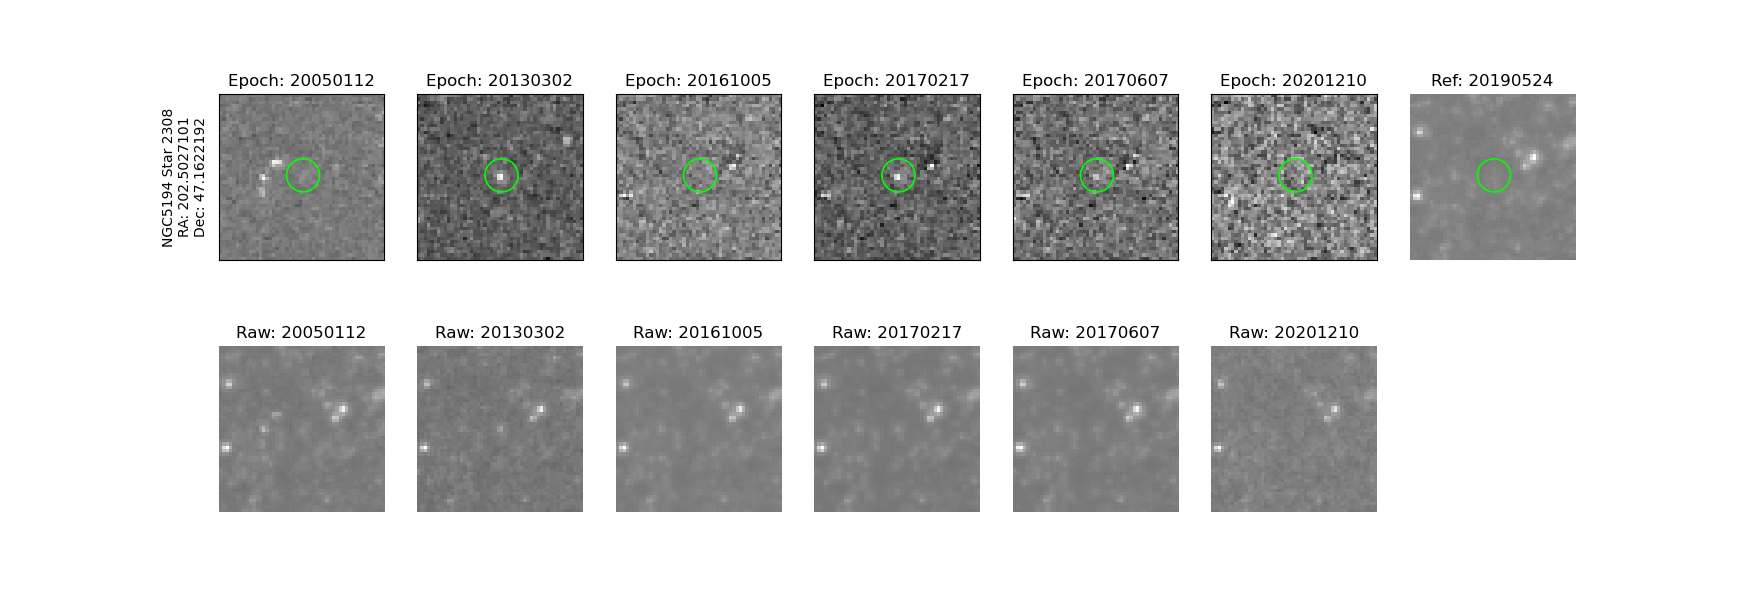 NGC5194 Star 2308
RA: 202.5027101
Dec: 47.1622192
Epoch: 20050112
Epoch: 20130302
Epoch: 20161005
Epoch: 20170217
Epoch: 20170607
Epoch: 20201210
Ref: 20190524
Raw: 20050112
Raw: 20130302
Raw: 20161005
Raw: 20170217
Raw: 20170607
Raw: 20201210